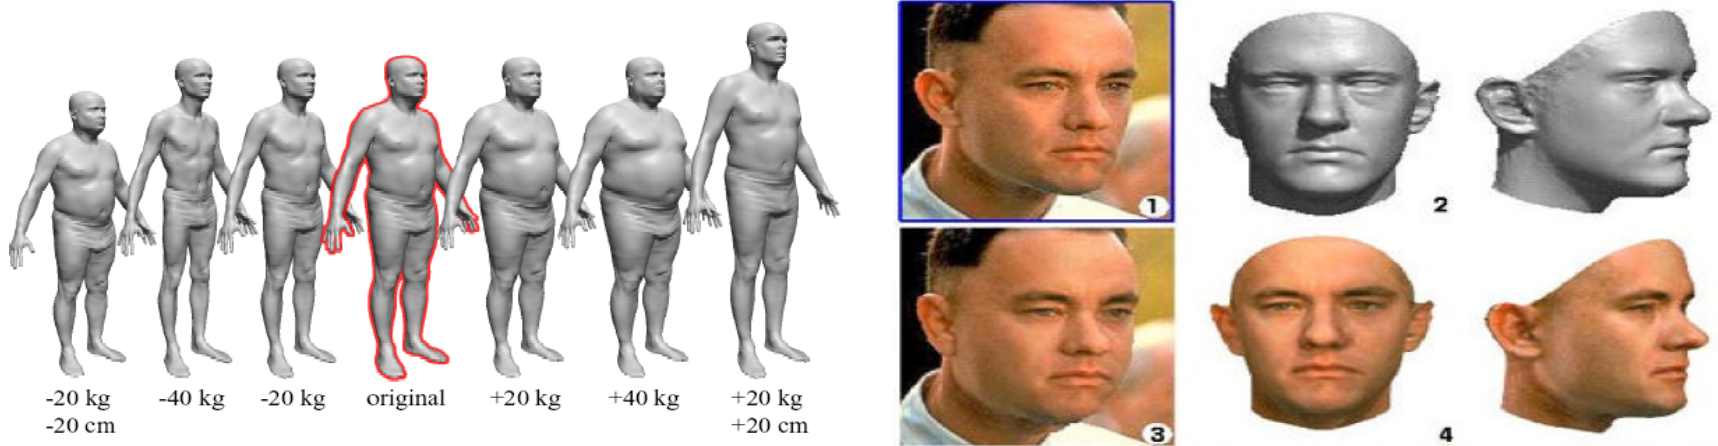 -20 kg
-20 cm
-40 kg
-20 kg
original
+20 kg
+40 kg
+20 kg
+20 cm
1
2
3
4